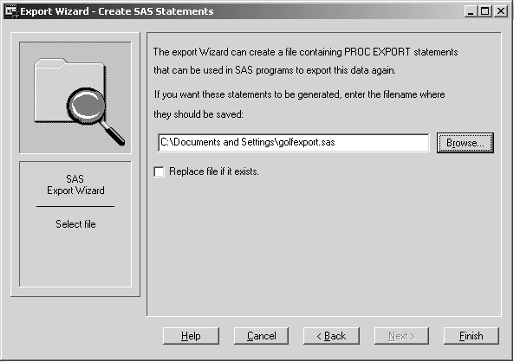 Export Wizard - Create SAS Statements
The export Wizard can create a file containing PROC EXPORT statements
that can be used in SAS programs to export this data again.
If you want these statements to be generated, enter the filename where
they should be saved:
C:\Documents and Settings\golfexport.sas
Browse...
Replace file if it exists.
SAS
Export Wizard
Select file
Help
Cancel
< Back
Next >
Finish